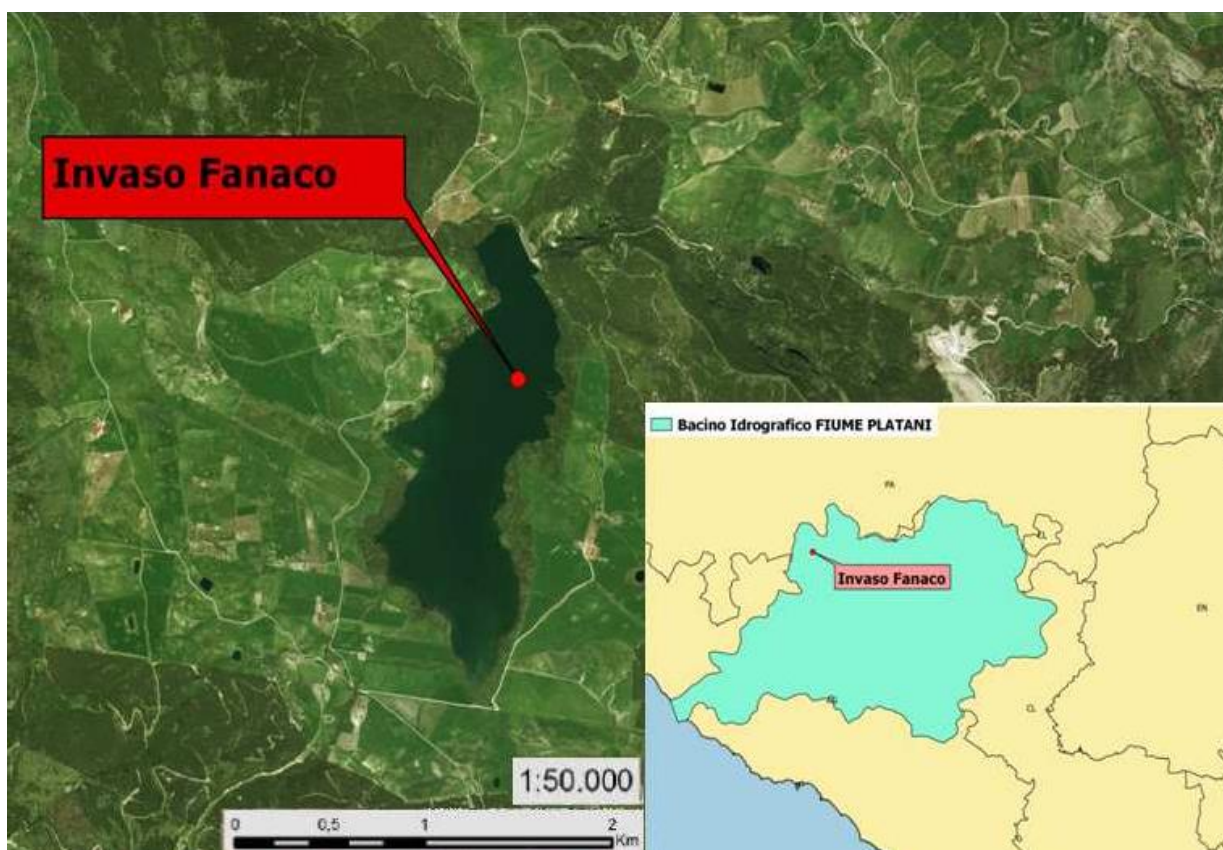 Invaso Fanaco
Bacino Idrografico FIUME PLATANI
PA
Invaso Fanaco
EN
AG
CL
1:50.000
0 0,5 1 2
Km